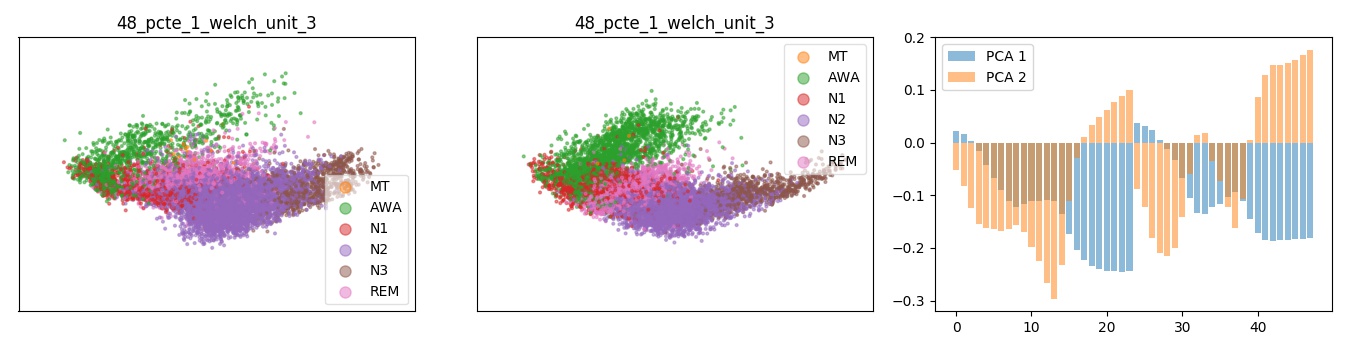 48_pcte_1_welch_unit_3
MT
AWA
N1
N2
N3
REM
48_pcte_1_welch_unit_3
MT
AWA
N1
N2
N3
REM
PCA 1
PCA 2
0.2
0.1
0.0
−0.1
−0.2
−0.3
0
10
20
30
40